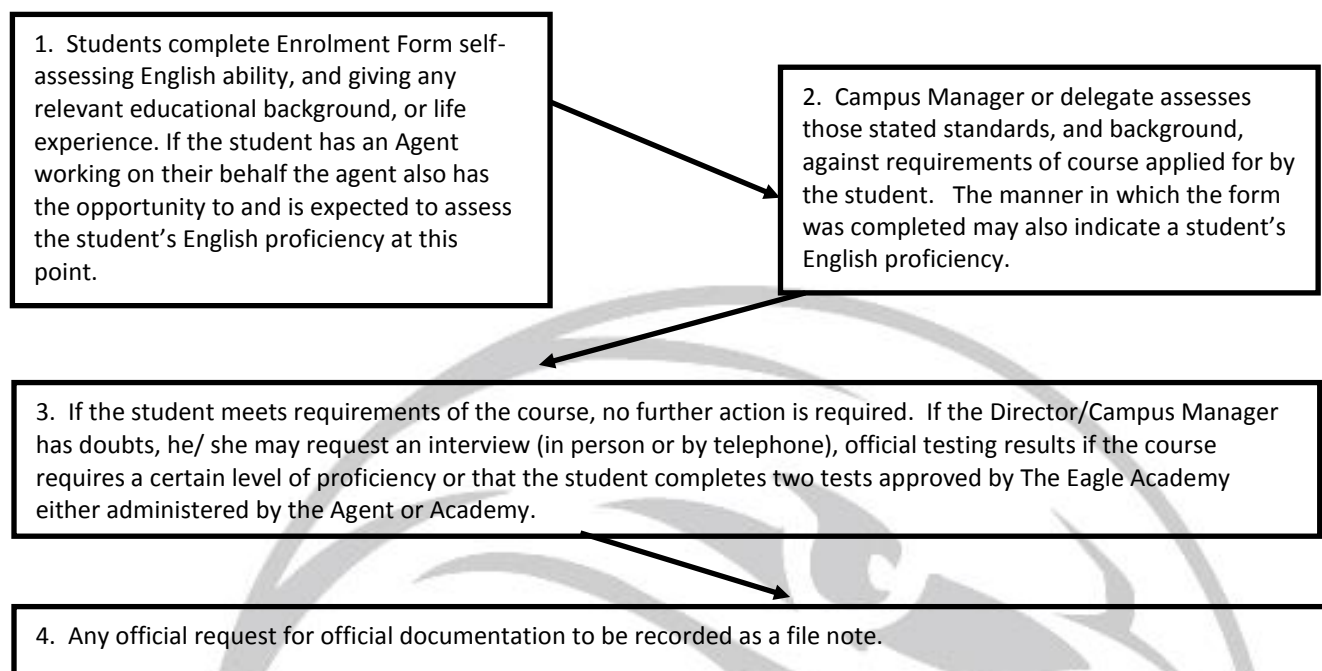 1. Students complete Enrolment Form self-
assessing English ability, and giving any
relevant educational background, or life
experience. If the student has an Agent
working on their behalf the agent also has
the opportunity to and is expected to assess
the student's English proficiency at this
point.
2. Campus Manager or delegate assesses
those stated standards, and background,
against requirements of course applied for by
the student. The manner in which the form
was completed may also indicate a student's
English proficiency.
3. If the student meets requirements of the course, no further action is required. If the Director/Campus Manager
has doubts, he/ she may request an interview (in person or by telephone), official testing results if the course
requires a certain level of proficiency or that the student completes two tests approved by The Eagle Academy
either administered by the Agent or Academy.
4. Any official request for official documentation to be recorded as a file note.